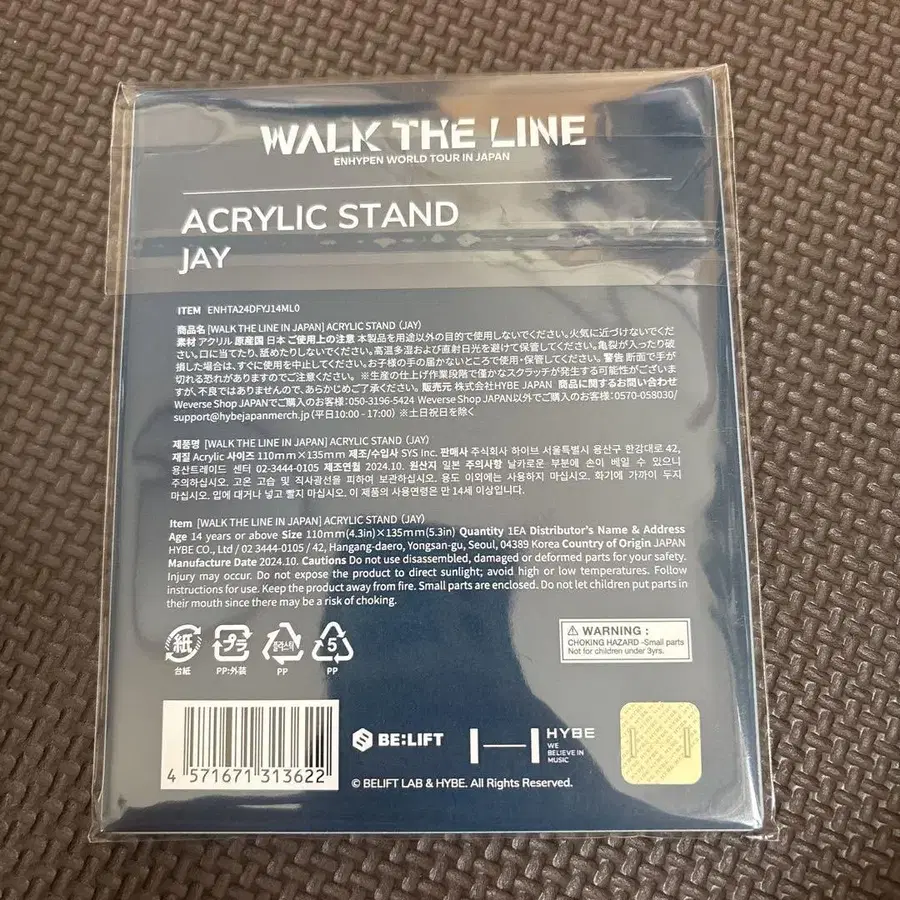 WALK THE LINE
ENHYPEN WORLD TOUR IN JAPAN
ACRYLIC STAND
JAY
ITEM ENHTA24DFYJ14ML0
商品名 [WALK THE LINE IN JAPAN] ACRYLIC STAND (JAY)
素材 アクリル 原産国 日本 ご使用上の注意 本製品を用途以外の目的で使用しないでください。火気に近づけないでくだ
さい。口に当てたり、舐めたりしないでください。高温多湿および直射日光を避けて保管してください。亀裂が入ったり破
損した場合は、すぐに使用を中止してください。お子様の手の届かないところで使用・保管してください。警告 断面で手が
切れる恐れがありますのでご注意ください。 ※生産の仕上げ作業段階で僅かなスクラッチが発生する可能性がございま
すが、不良ではありませんので、あらかじめご了承ください。 販売元 株式会社HYBE JAPAN 商品に関するお問い合わせ
Weverse Shop JAPANでご購入のお客様：050-3196-5424 Weverse Shop JAPAN以外でご購入のお客様：0570-058030/
support@hybejapanmerch.jp (平日10:00 - 17:00) ※土日祝日を除く
제품명 [WALK THE LINE IN JAPAN] ACRYLIC STAND (JAY)
재질 Acrylic 사이즈 110mm×135mm 제조/수입사 SYS Inc. 판매사 주식회사 하이브 서울특별시 용산구 한강대로 42,
용산트레이드 센터 02-3444-0105 제조연월 2024.10. 원산지 일본 주의사항 날카로운 부분에 손이 베일 수 있으니
주의하십시오. 고온 고습 및 직사광선을 피하여 보관하십시오. 용도 이외에는 사용하지 마십시오. 화기에 가까이 두지
마십시오. 입에 대거나 넣고 빨지 마십시오. 이 제품의 사용연령은 만 14세 이상입니다.
Item [WALK THE LINE IN JAPAN] ACRYLIC STAND (JAY)
Age 14 years or above Size 110mm(4.3in)×135mm(5.3in) Quantity 1EA Distributor's Name & Address
HYBE CO., Ltd / 02 3444-0105 / 42, Hangang-daero, Yongsan-gu, Seoul, 04389 Korea Country of Origin JAPAN
Manufacture Date 2024.10. Cautions Do not use disassembled, damaged or deformed parts for your safety.
Injury may occur. Do not expose the product to direct sunlight; avoid high or low temperatures. Follow
instructions for use. Keep the product away from fire. Small parts are enclosed. Do not let children put parts in
their mouth since there may be a risk of choking.
紙
台紙
プラ
PP:外装
플라스틱
PP
5
PP
WARNING :
CHOKING HAZARD -Small parts
Not for children under 3yrs.
4 571671 313622
BE:LIFT
HYBE
WE
BELIEVE IN
MUSIC
© BELIFT LAB & HYBE. All Rights Reserved.